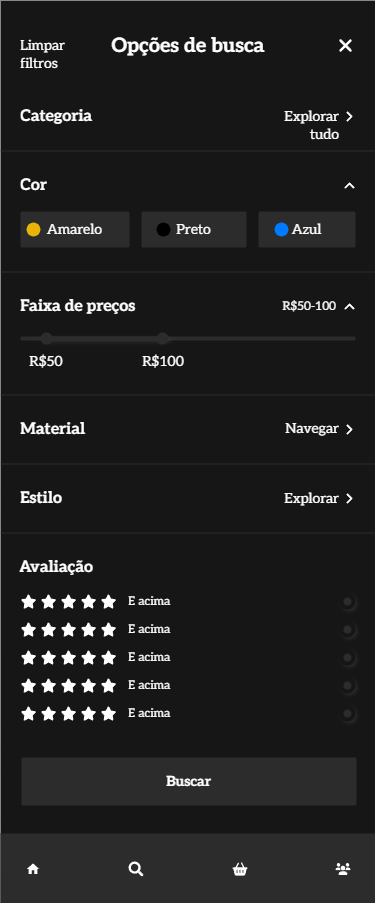 Limpar
filtros
Opções de busca
Categoria
Explorar
tudo
Cor
Amarelo
Preto
Azul
Faixa de preços
R$50-100
R$50
R$100
Material
Navegar
Estilo
Explorar
Avaliação
E acima
E acima
E acima
E acima
E acima
Buscar